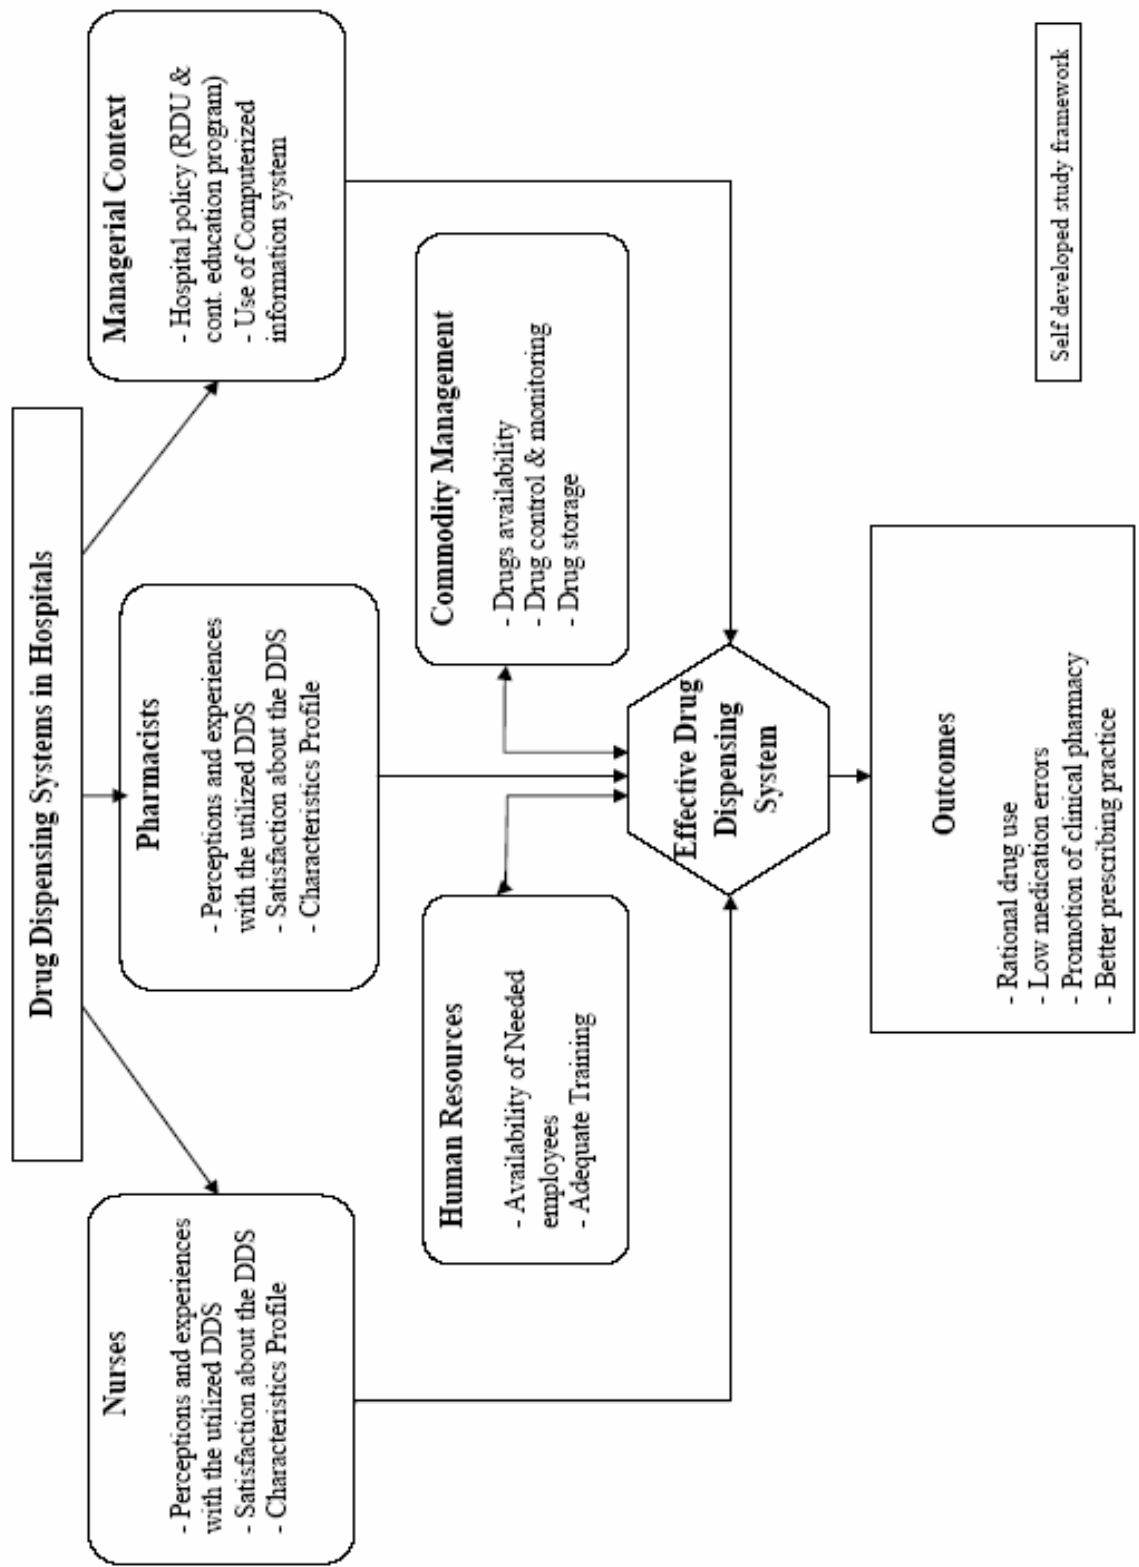 Drug Dispensing Systems in Hospitals
Nurses
- Perceptions and experiences
with the utilized DDS
- Satisfaction about the DDS
- Characteristics Profile
Pharmacists
- Perceptions and experiences
with the utilized DDS
- Satisfaction about the DDS
- Characteristics Profile
Managerial Context
- Hospital policy (RDU &
cont. education program)
- Use of Computerized
information system
Human Resources
- Availability of Needed
employees
- Adequate Training
Commodity Management
- Drugs availability
- Drug control & monitoring
- Drug storage
Effective Drug
Dispensing
System
Outcomes
- Rational drug use
- Low medication errors
- Promotion of clinical pharmacy
- Better prescribing practice
Self developed study framework